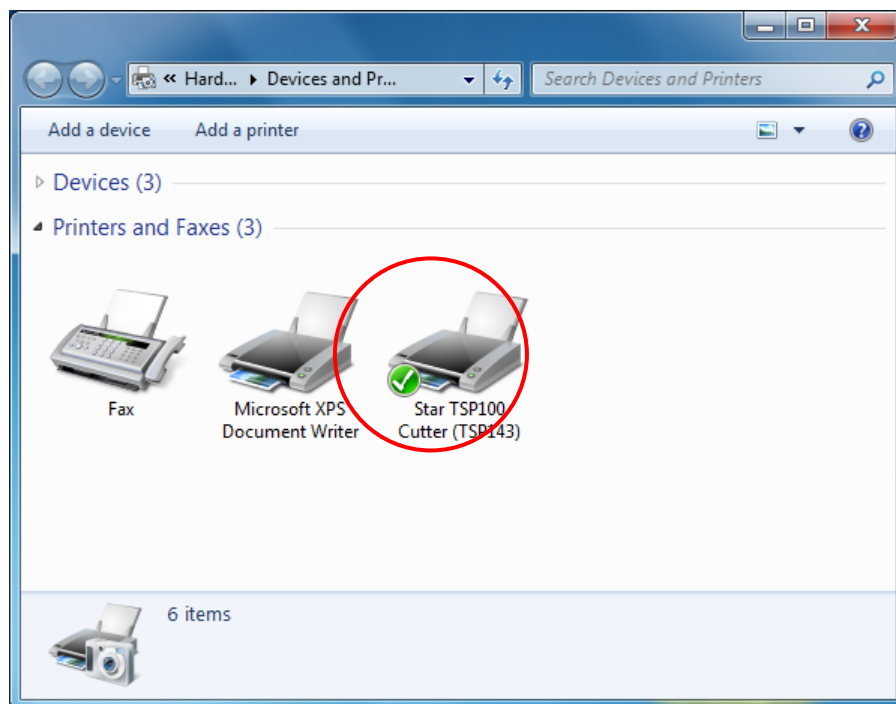 « Hard... ▸ Devices and Pr...
Search Devices and Printers
Add a device Add a printer
Devices (3)
Printers and Faxes (3)
Fax
Microsoft XPS
Document Writer
Star TSP100
Cutter (TSP143)
6 items